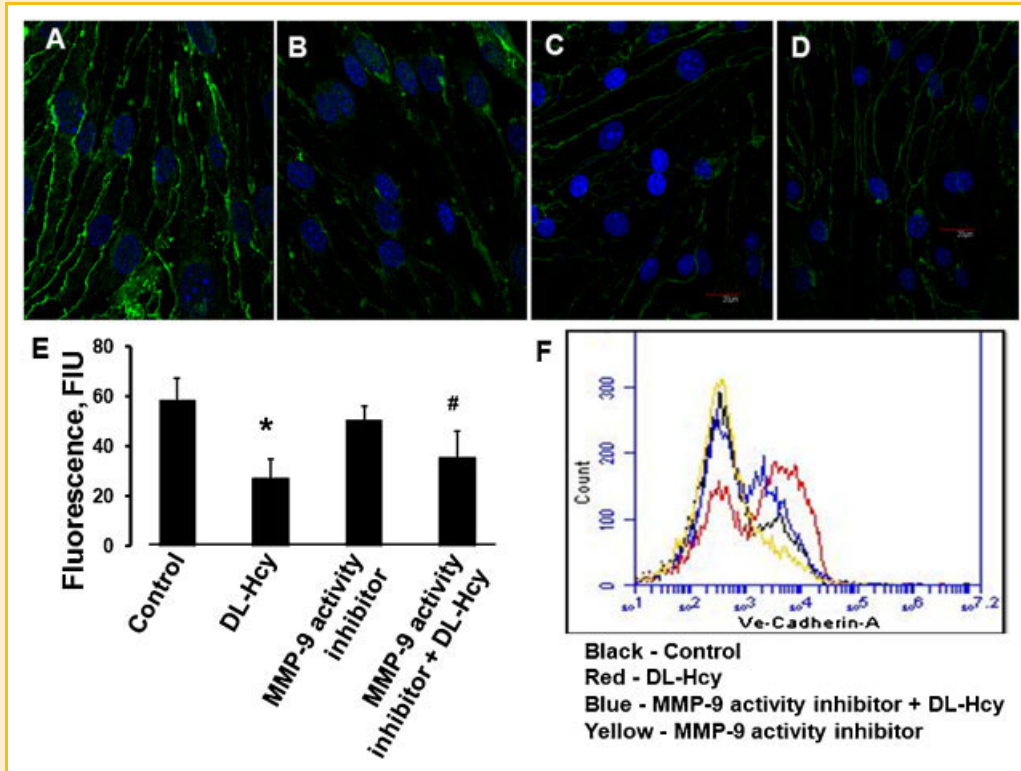 A
B
C
D
20µm
20µm
E
Fluorescence, FIU
80
60
40
20
0
*
#
Control
DL-Hcy
MMP-9 activity
inhibitor
MMP-9 activity
inhibitor + DL-Hcy
F
Count
300
200
100
0
Ve-Cadherin-A
Black - Control
Red - DL-Hcy
Blue - MMP-9 activity inhibitor + DL-Hcy
Yellow - MMP-9 activity inhibitor